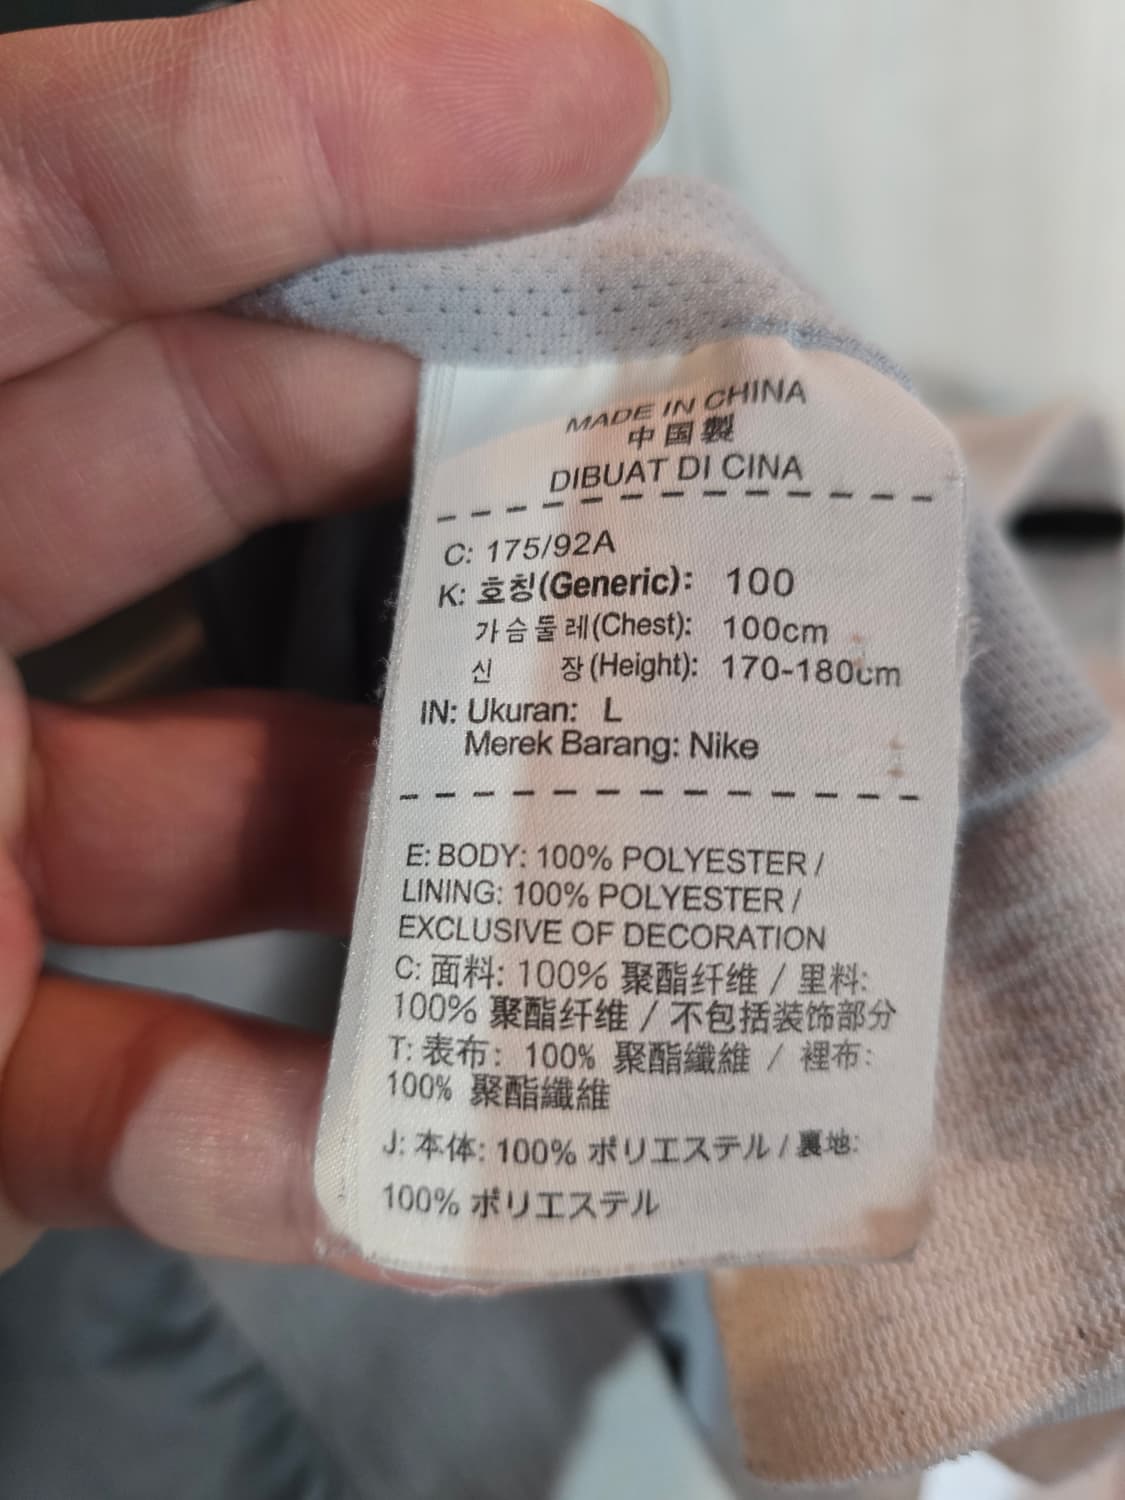 MADE IN CHINA
中国製
DIBUAT DI CINA
C: 175/92A
K: 호칭(Generic): 100
가슴둘레(Chest): 100cm
신 장(Height): 170-180cm
IN: Ukuran: L
Merek Barang: Nike
E: BODY: 100% POLYESTER /
LINING: 100% POLYESTER /
EXCLUSIVE OF DECORATION
C: 面料: 100% 聚酯纤维 / 里料:
100% 聚酯纤维 / 不包括装饰部分
T: 表布: 100% 聚酯纖維 / 裡布:
100% 聚酯纖維
J: 本体: 100% ポリエステル / 裏地:
100% ポリエステル